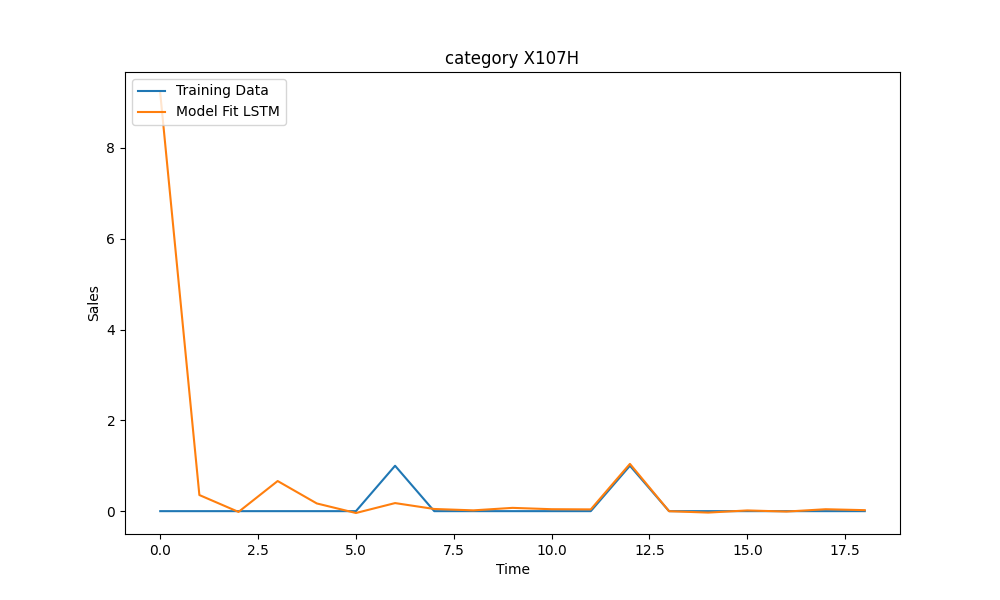 category X107H
Training Data
Model Fit LSTM
8
6
4
2
0
Sales
0.0 2.5 5.0 7.5 10.0 12.5 15.0 17.5
Time